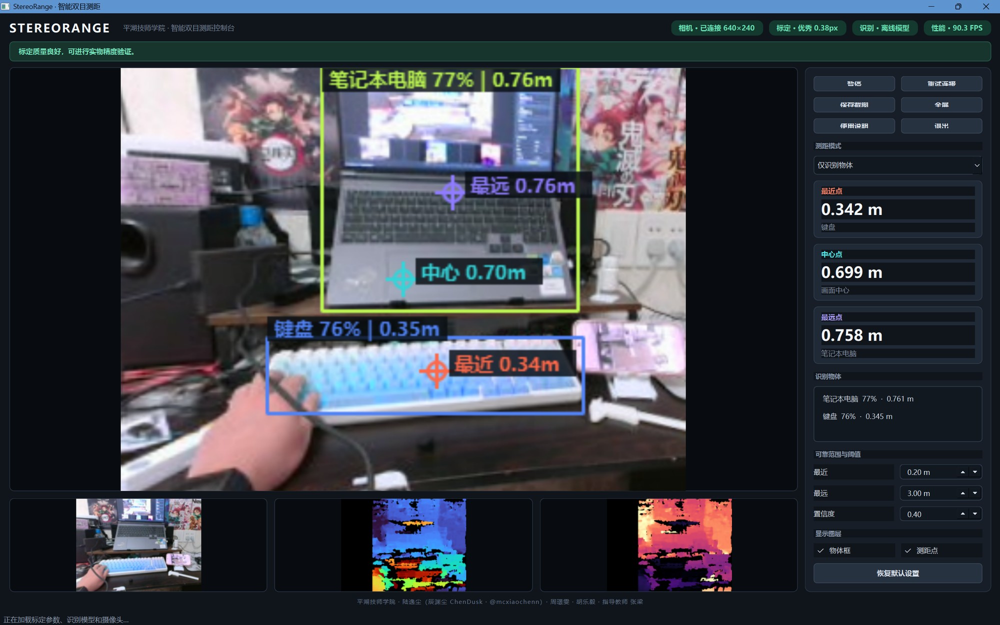 StereoRange · 智能双目测距
STEREORANGE
平湖技师学院 · 智能双目测距控制台
相机 • 已连接 640×240
标定 • 优秀 0.38px
识别 • 离线模型
性能 • 90.3 FPS
标定质量良好，可进行实物精度验证。
笔记本电脑 77% | 0.76m
最远 0.76m
中心 0.70m
键盘 76% | 0.35m
最近 0.34m
鬼滅の刃
暂停
重试连接
保存截图
全屏
使用说明
退出
测距模式
仅识别物体
最近点
0.342 m
键盘
中心点
0.699 m
画面中心
最远点
0.758 m
笔记本电脑
识别物体
笔记本电脑 77% · 0.761 m
键盘 76% · 0.345 m
可靠范围与阈值
最近
0.20 m
最远
3.00 m
置信度
0.40
显示图层
物体框
测距点
恢复默认设置
平湖技师学院 · 陆逸尘（辰渊尘 ChenDusk · @mcxiaochenn）· 周璟雯 · 胡乐毅 · 指导教师 张梁
正在加载标定参数、识别模型和摄像头...